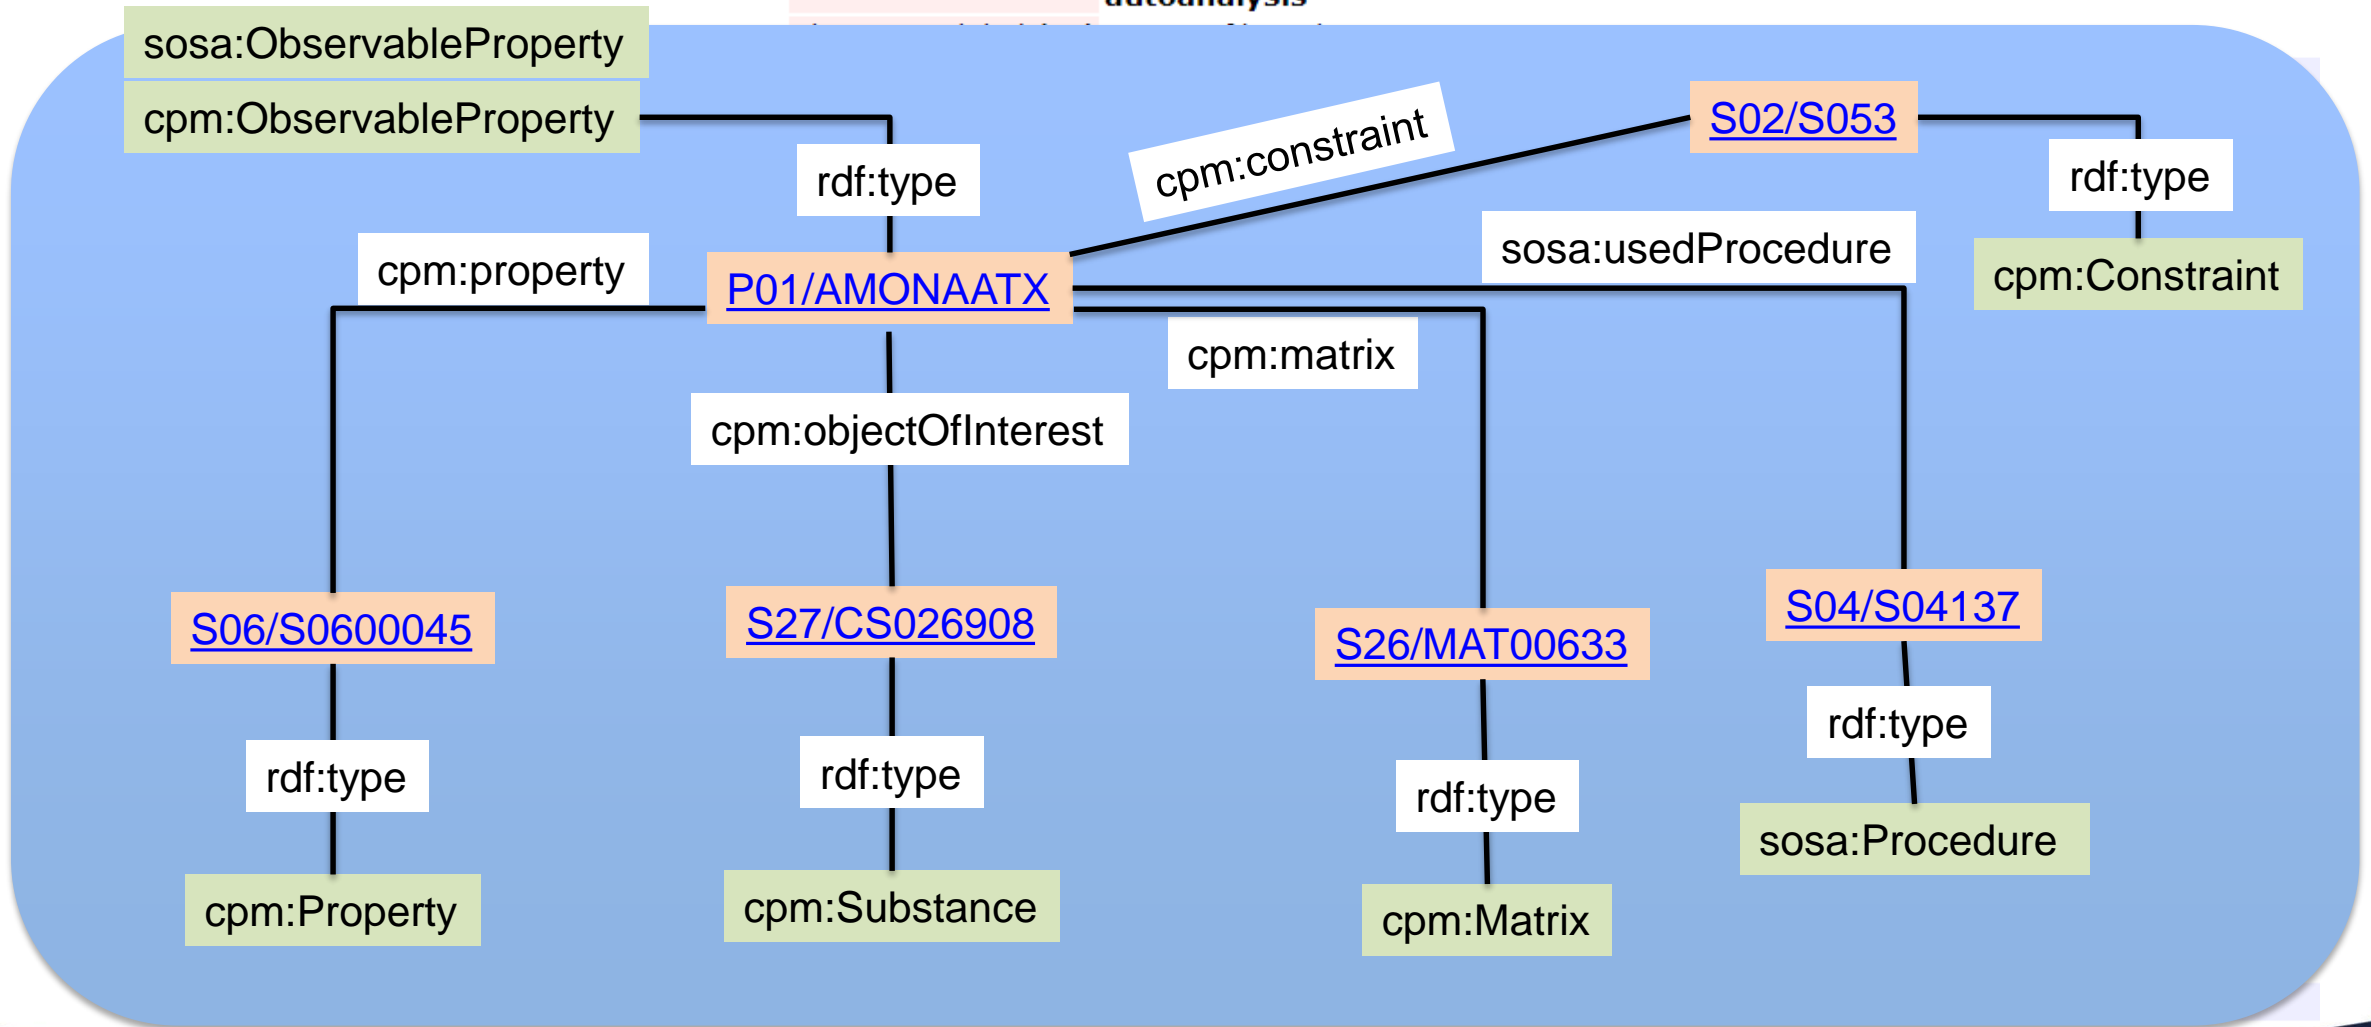 autoanalysis
sosa:ObservableProperty
cpm:ObservableProperty
S02/S053
cpm:constraint
rdf:type
rdf:type
cpm:property
sosa:usedProcedure
P01/AMONAATX
cpm:Constraint
cpm:matrix
cpm:objectOfInterest
S06/S0600045
S27/CS026908
S26/MAT00633
S04/S04137
rdf:type
rdf:type
rdf:type
rdf:type
cpm:Property
cpm:Substance
cpm:Matrix
sosa:Procedure